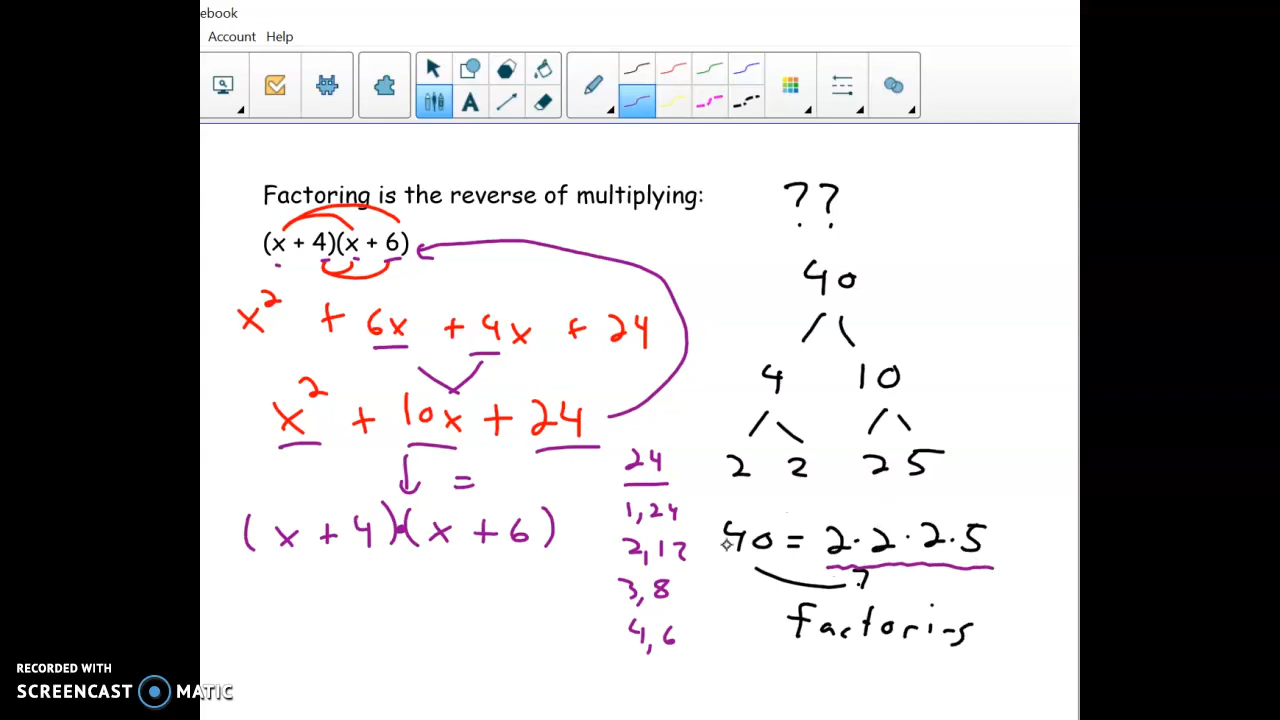 ebook
Account Help
Factoring is the reverse of multiplying:
(x + 4)(x + 6)
x² + 6x + 4x + 24
x² + 10x + 24
=
(x + 4)·(x + 6)
24
1, 24
2, 12
3, 8
4, 6
??
40
4 10
2 2 2 5
40 = 2·2·2·5
factoring
RECORDED WITH
SCREENCAST MATIC